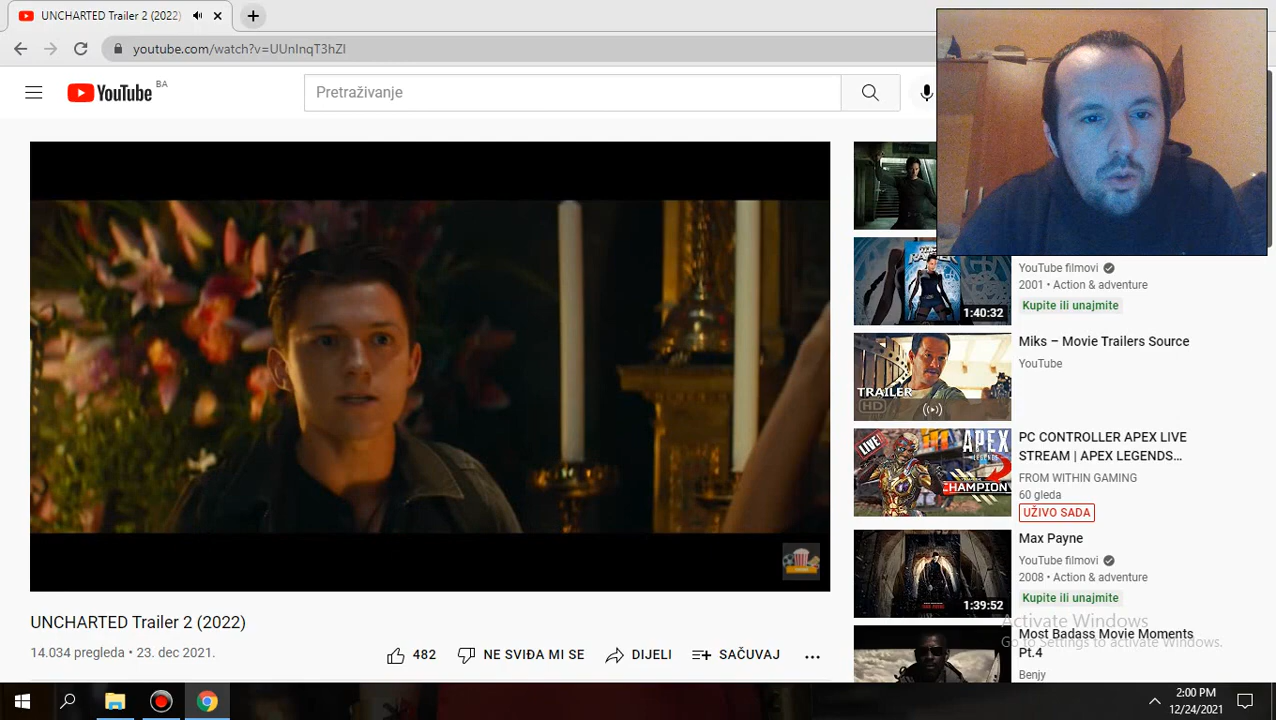 UNCHARTED Trailer 2 (2022)
youtube.com/watch?v=UUnInqT3hZI
YouTube BA
Pretraživanje
YouTube filmovi
2001 • Action & adventure
Kupite ili unajmite
1:40:32
Miks – Movie Trailers Source
YouTube
TRAILER
HD
PC CONTROLLER APEX LIVE
STREAM | APEX LEGENDS…
FROM WITHIN GAMING
60 gleda
UŽIVO SADA
LIVE!
APEX
LEGENDS
CHAMPION
Max Payne
YouTube filmovi
2008 • Action & adventure
Kupite ili unajmite
1:39:52
Most Badass Movie Moments
Pt.4
Benjy
UNCHARTED Trailer 2 (2022)
14.034 pregleda • 23. dec 2021.
482
NE SVIĐA MI SE
DIJELI
SAČUVAJ
Activate Windows
Go to Settings to activate Windows.
2:00 PM
12/24/2021